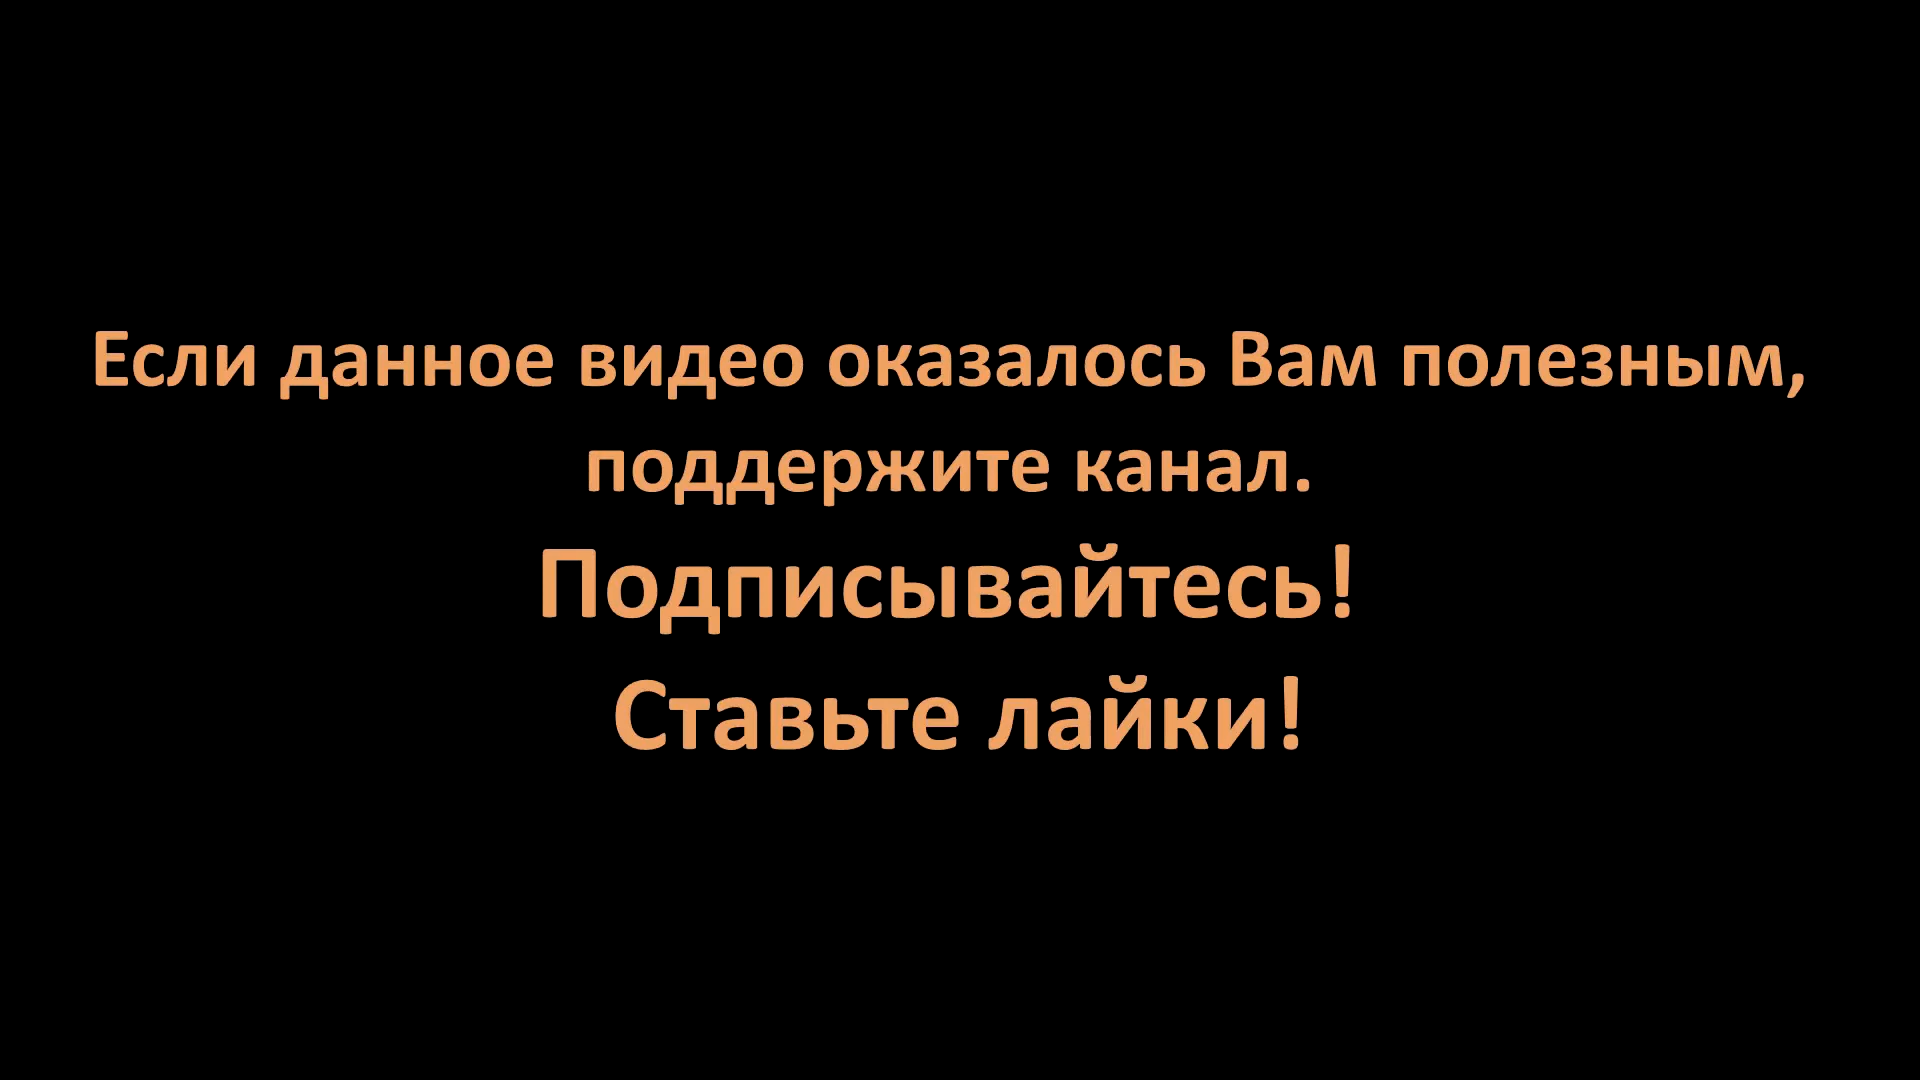 Если данное видео оказалось Вам полезным,
поддержите канал.
Подписывайтесь!
Ставьте лайки!